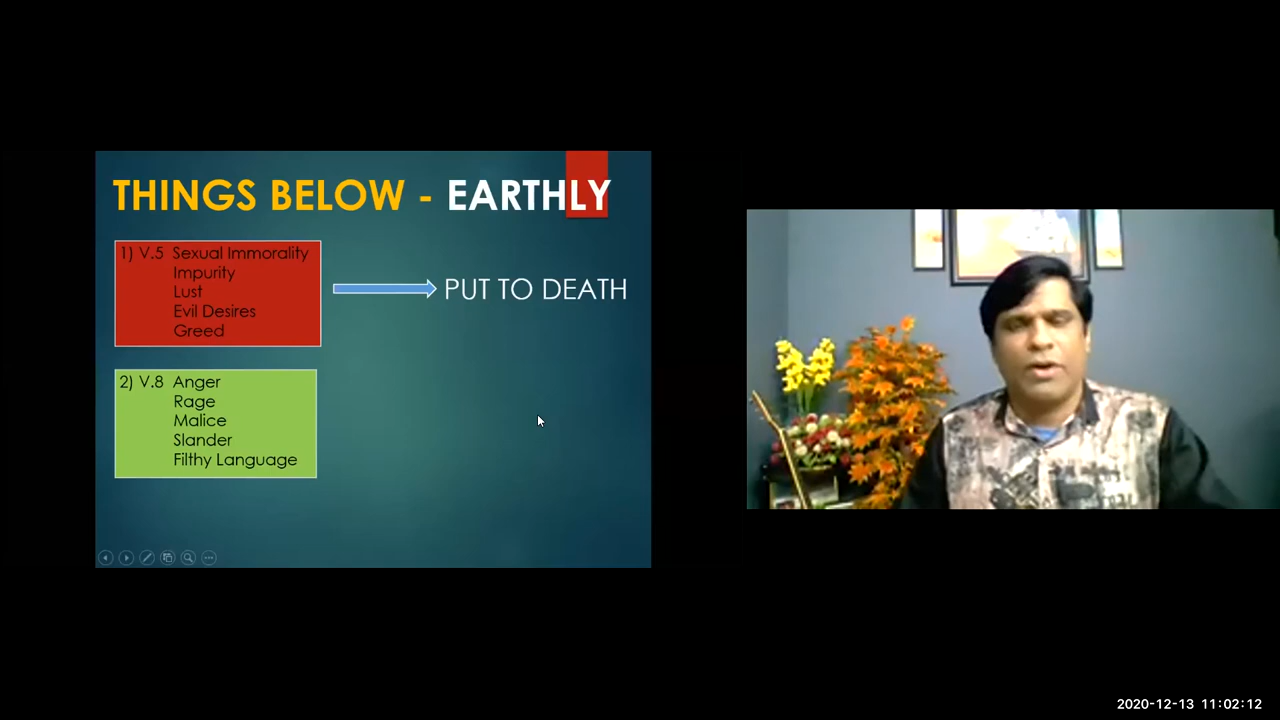 THINGS BELOW - EARTHLY
1) V.5 Sexual Immorality
Impurity
Lust
Evil Desires
Greed
PUT TO DEATH
2) V.8 Anger
Rage
Malice
Slander
Filthy Language
2020-12-13 11:02:12